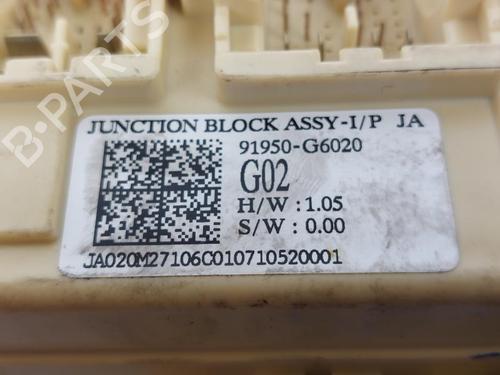 JUNCTION BLOCK ASSY-I/P JA
91950-G6020
G02
H/W : 1.05
S/W : 0.00
JA020M27106C010710520001
B-PARTS